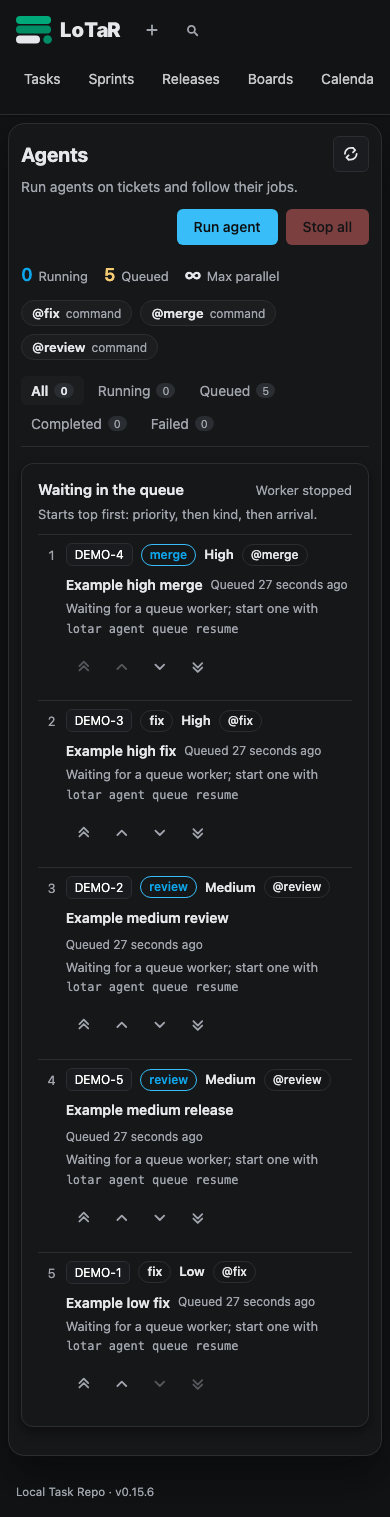 LoTaR
Tasks Sprints Releases Boards Calenda
Agents
Run agents on tickets and follow their jobs.
Run agent Stop all
0 Running 5 Queued ∞ Max parallel
@fix command @merge command
@review command
All 0 Running 0 Queued 5
Completed 0 Failed 0
Waiting in the queue Worker stopped
Starts top first: priority, then kind, then arrival.
1 DEMO-4 merge High @merge
Example high merge Queued 27 seconds ago
Waiting for a queue worker; start one with
lotar agent queue resume
2 DEMO-3 fix High @fix
Example high fix Queued 27 seconds ago
Waiting for a queue worker; start one with
lotar agent queue resume
3 DEMO-2 review Medium @review
Example medium review
Queued 27 seconds ago
Waiting for a queue worker; start one with
lotar agent queue resume
4 DEMO-5 review Medium @review
Example medium release
Queued 27 seconds ago
Waiting for a queue worker; start one with
lotar agent queue resume
5 DEMO-1 fix Low @fix
Example low fix Queued 27 seconds ago
Waiting for a queue worker; start one with
lotar agent queue resume
Local Task Repo · v0.15.6